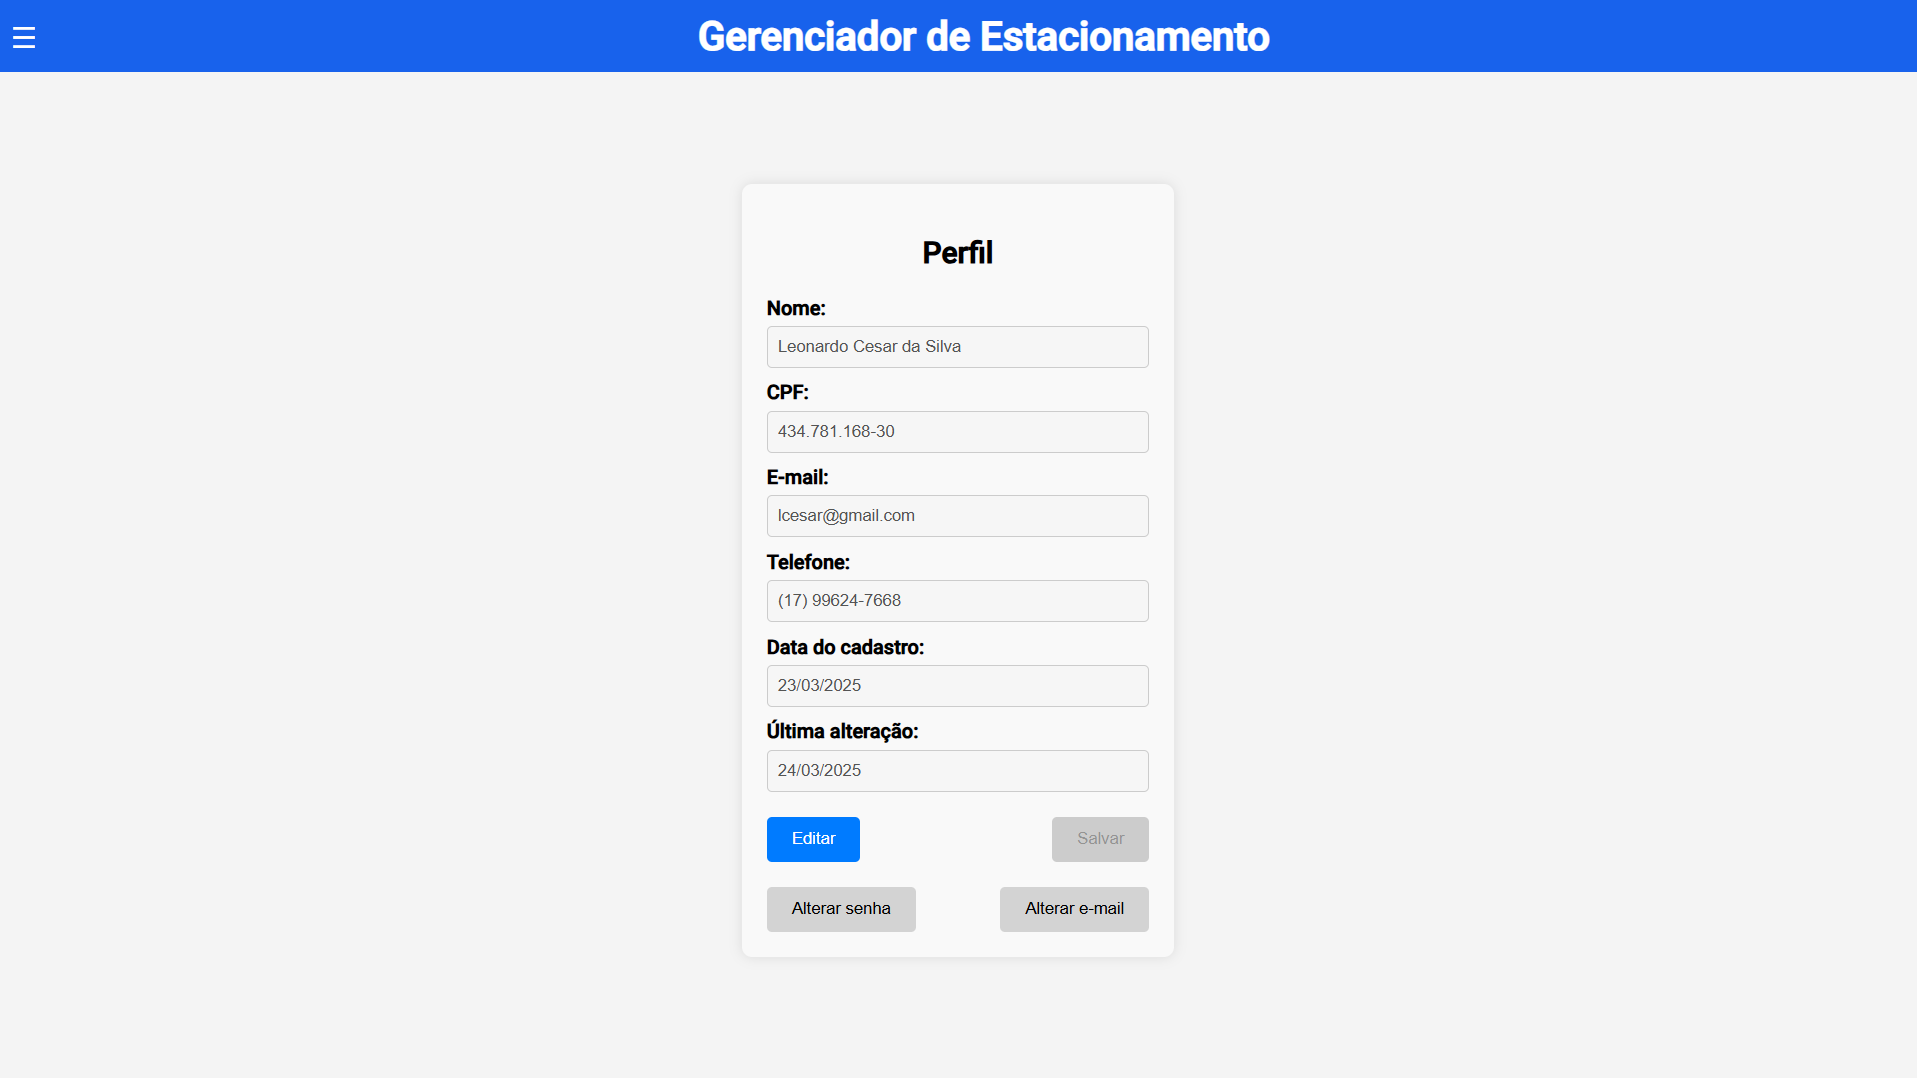 ☰ Gerenciador de Estacionamento
Perfil
Nome:
Leonardo Cesar da Silva
CPF:
434.781.168-30
E-mail:
lcesar@gmail.com
Telefone:
(17) 99624-7668
Data do cadastro:
23/03/2025
Última alteração:
24/03/2025
Editar Salvar
Alterar senha Alterar e-mail